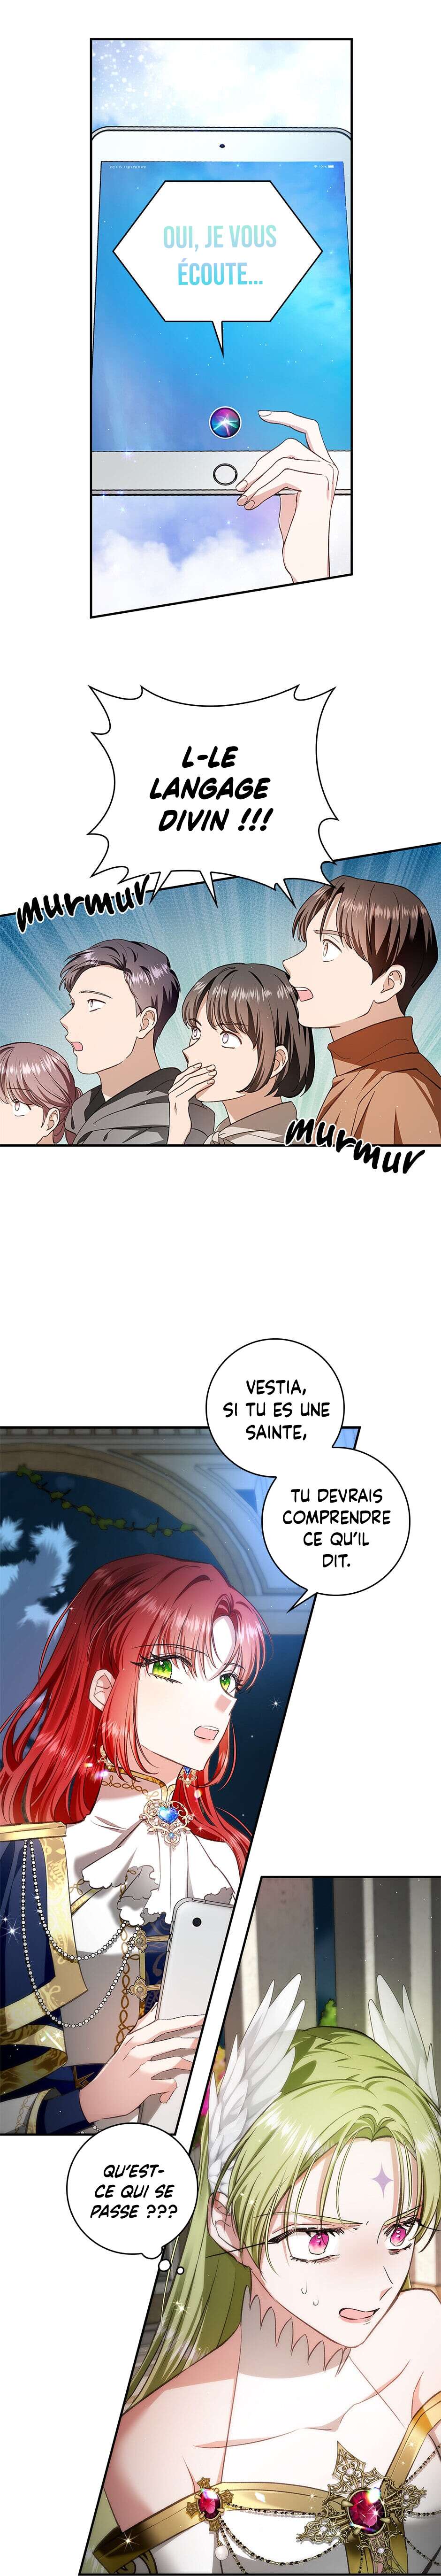 OUI, JE VOUS
ÉCOUTE...
L-LE
LANGAGE
DIVIN !!!
murmur
murmur
VESTIA,
SI TU ES UNE
SAINTE,
TU DEVRAIS
COMPRENDRE
CE QU'IL
DIT.
QU'EST-
CE QUI SE
PASSE ???